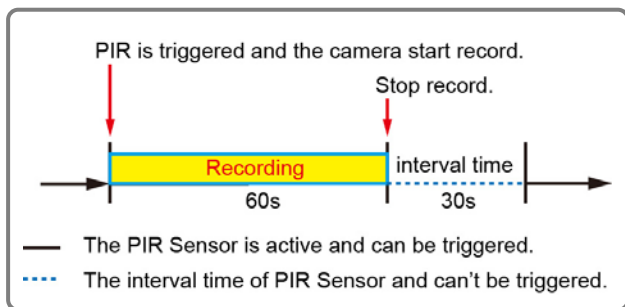 PIR is triggered and the camera start record.
Stop record.
Recording
interval time
60s
30s
The PIR Sensor is active and can be triggered.
The interval time of PIR Sensor and can't be triggered.